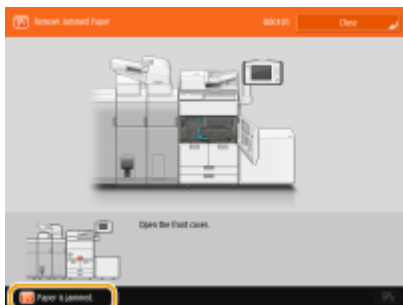 Remove Jammed Paper
Close
Open the front cover.
Paper is jammed.